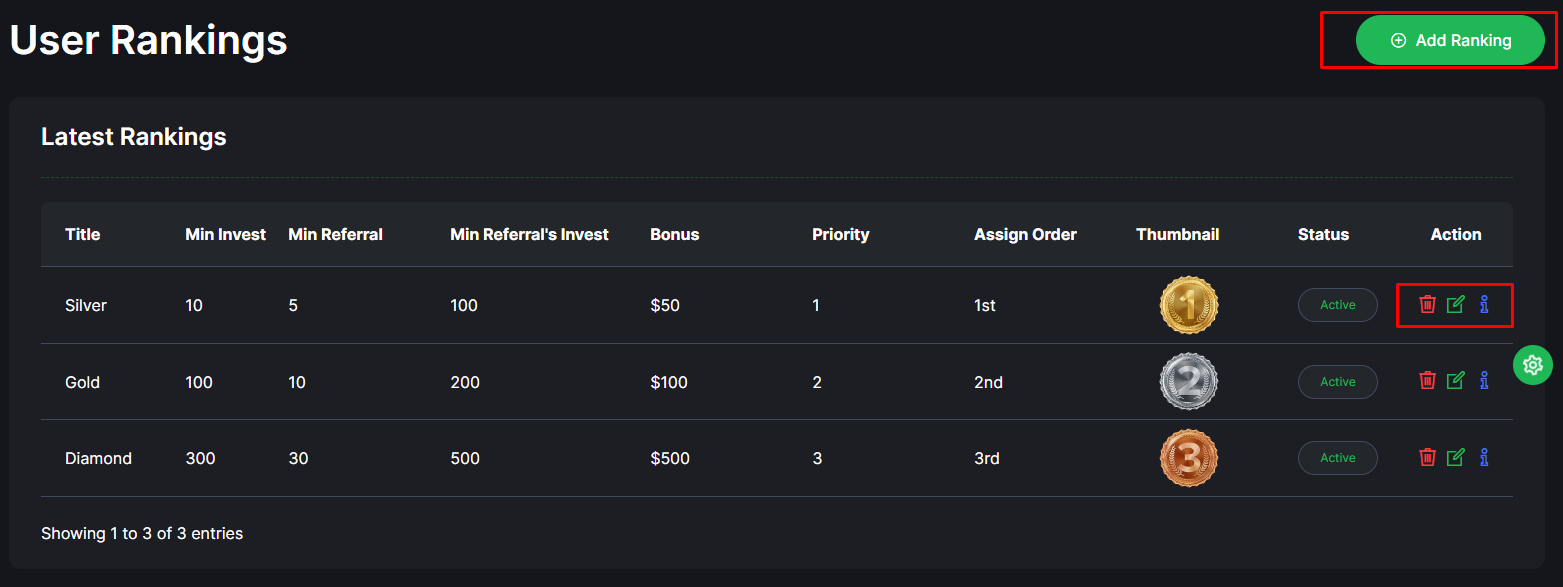 User Rankings
Add Ranking
Latest Rankings
Title Min Invest Min Referral Min Referral's Invest Bonus Priority Assign Order Thumbnail Status Action
Silver 10 5 100 $50 1 1st 1 Active
Gold 100 10 200 $100 2 2nd 2 Active
Diamond 300 30 500 $500 3 3rd 3 Active
Showing 1 to 3 of 3 entries